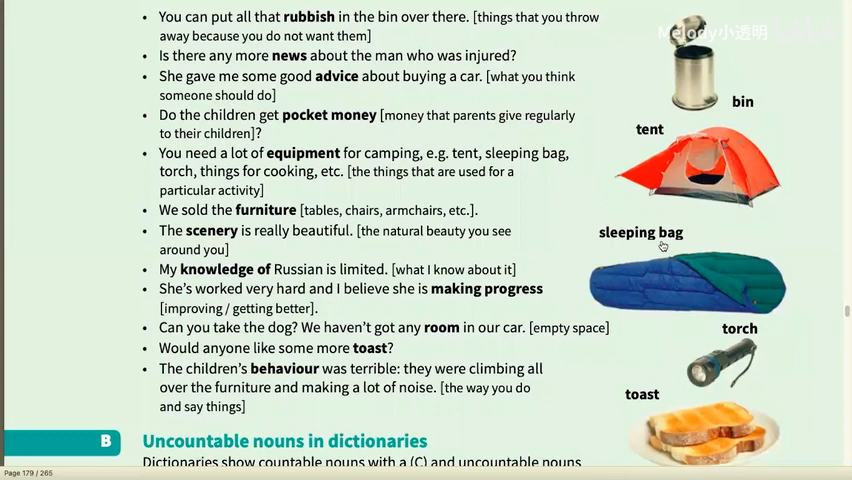 • You can put all that rubbish in the bin over there. [things that you throw
away because you do not want them]
• Is there any more news about the man who was injured?
• She gave me some good advice about buying a car. [what you think
someone should do]
• Do the children get pocket money [money that parents give regularly
to their children]?
• You need a lot of equipment for camping, e.g. tent, sleeping bag,
torch, things for cooking, etc. [the things that are used for a
particular activity]
• We sold the furniture [tables, chairs, armchairs, etc.].
• The scenery is really beautiful. [the natural beauty you see
around you]
• My knowledge of Russian is limited. [what I know about it]
• She's worked very hard and I believe she is making progress
[improving / getting better].
• Can you take the dog? We haven't got any room in our car. [empty space]
• Would anyone like some more toast?
• The children's behaviour was terrible: they were climbing all
over the furniture and making a lot of noise. [the way you do
and say things]
Melody小透明
bin
tent
sleeping bag
torch
toast
B
Uncountable nouns in dictionaries
Dictionaries show countable nouns with a (C) and uncountable nouns
Page 179 / 265